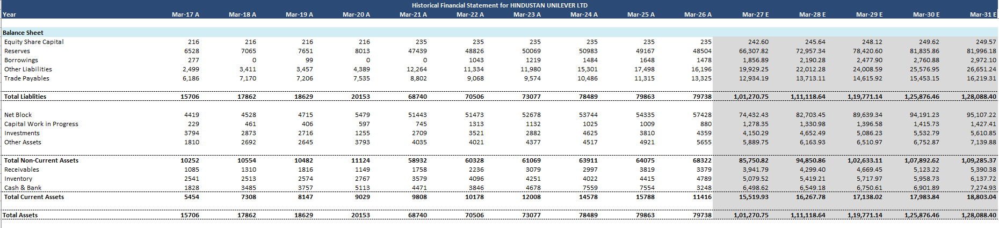 Historical Financial Statement for HINDUSTAN UNILEVER LTD
Year Mar-17 A Mar-18 A Mar-19 A Mar-20 A Mar-21 A Mar-22 A Mar-23 A Mar-24 A Mar-25 A Mar-26 A Mar-27 E Mar-28 E Mar-29 E Mar-30 E Mar-31 E
Balance Sheet
Equity Share Capital 216 216 216 216 235 235 235 235 235 235 242.60 245.64 248.12 249.62 249.57
Reserves 6528 7065 7651 8013 47439 48826 50069 50983 49167 48504 66,307.82 72,957.34 78,420.60 81,835.86 81,996.18
Borrowings 277 0 99 0 0 1043 1219 1484 1648 1478 1,856.89 2,190.28 2,477.90 2,760.88 2,972.10
Other Liabilities 2,499 3,411 3,457 4,389 12,264 11,334 11,980 15,301 17,498 16,196 19,929.25 22,012.28 24,008.59 25,576.95 26,651.24
Trade Payables 6,186 7,170 7,206 7,535 8,802 9,068 9,574 10,486 11,315 13,325 12,934.19 13,713.11 14,615.92 15,453.15 16,219.31
Total Liablities 15706 17862 18629 20153 68740 70506 73077 78489 79863 79738 1,01,270.75 1,11,118.64 1,19,771.14 1,25,876.46 1,28,088.40
Net Block 4419 4528 4715 5479 51443 51473 52678 53744 54335 57428 74,432.43 82,703.45 89,639.34 94,191.23 95,107.22
Capital Work in Progress 229 461 406 597 745 1313 1132 1025 1009 880 1,278.35 1,330.98 1,396.58 1,415.73 1,427.41
Investments 3794 2873 2716 1255 2709 3521 2882 4625 3810 4359 4,150.29 4,652.49 5,086.23 5,532.79 5,610.85
Other Assets 1810 2692 2645 3793 4035 4021 4377 4517 4921 5655 5,889.75 6,163.93 6,510.97 6,752.87 7,139.88
Total Non-Current Assets 10252 10554 10482 11124 58932 60328 61069 63911 64075 68322 85,750.82 94,850.86 1,02,633.11 1,07,892.62 1,09,285.37
Receivables 1085 1310 1816 1149 1758 2236 3079 2997 3819 3379 3,941.79 4,299.40 4,669.45 5,123.22 5,390.38
Inventory 2541 2513 2574 2767 3579 4096 4251 4022 4415 4789 5,079.52 5,419.21 5,717.97 5,958.73 6,137.72
Cash & Bank 1828 3485 3757 5113 4471 3846 4678 7559 7554 3248 6,498.62 6,549.18 6,750.61 6,901.89 7,274.93
Total Current Assets 5454 7308 8147 9029 9808 10178 12008 14578 15788 11416 15,519.93 16,267.78 17,138.02 17,983.84 18,803.04
Total Assets 15706 17862 18629 20153 68740 70506 73077 78489 79863 79738 1,01,270.75 1,11,118.64 1,19,771.14 1,25,876.46 1,28,088.40